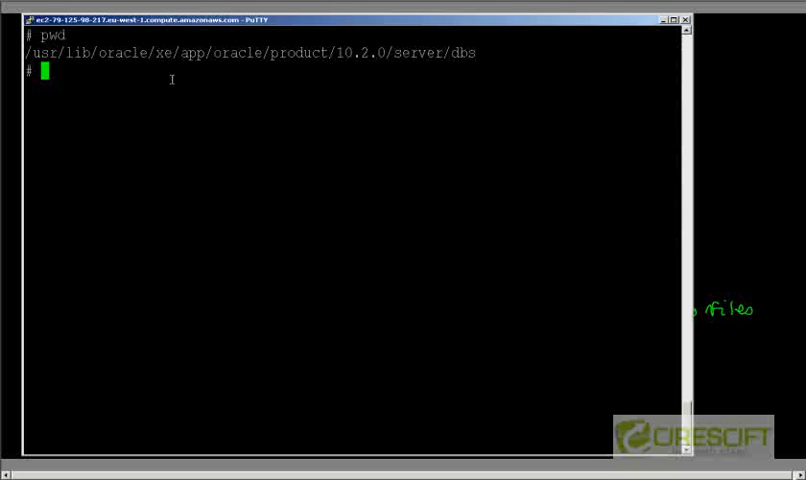 ec2-79-125-98-217.eu-west-1.compute.amazonaws.com - PuTTY
# pwd
/usr/lib/oracle/xe/app/oracle/product/10.2.0/server/dbs
#
files